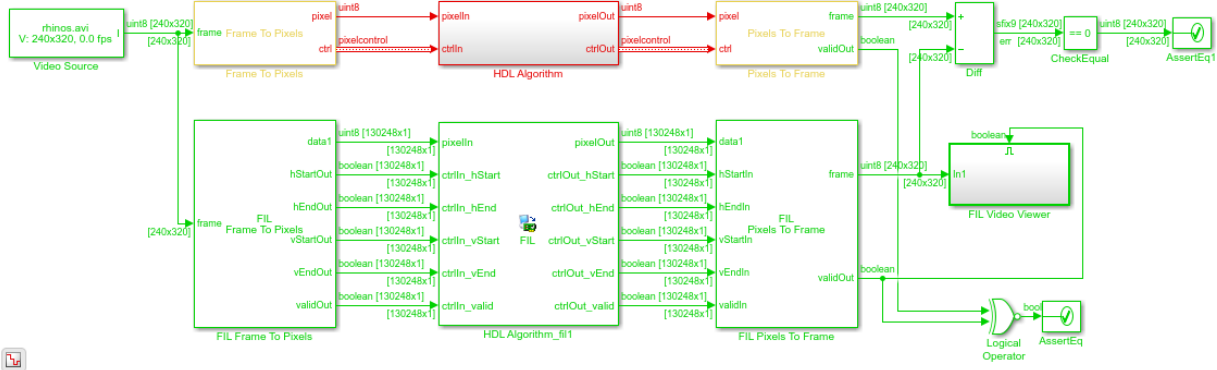 rhinos.avi
V: 240x320, 0.0 fps
I
Video Source
uint8 [240x320]
[240x320]
frame
Frame To Pixels
pixel
ctrl
Frame To Pixels
uint8
pixelcontrol
pixelIn
ctrlIn
pixelOut
ctrlOut
HDL Algorithm
uint8
pixelcontrol
pixel
ctrl
Pixels To Frame
frame
validOut
Pixels To Frame
uint8 [240x320]
[240x320]
boolean
[240x320]
+
−
Diff
sfix9 [240x320]
err
[240x320]
== 0
CheckEqual
uint8 [240x320]
[240x320]
AssertEq1
[240x320]
frame
FIL
Frame To Pixels
data1
hStartOut
hEndOut
vStartOut
vEndOut
validOut
FIL Frame To Pixels
uint8 [130248x1]
[130248x1]
boolean [130248x1]
[130248x1]
boolean [130248x1]
[130248x1]
boolean [130248x1]
[130248x1]
boolean [130248x1]
[130248x1]
boolean [130248x1]
[130248x1]
pixelIn
ctrlIn_hStart
ctrlIn_hEnd
ctrlIn_vStart
ctrlIn_vEnd
ctrlIn_valid
FIL
pixelOut
ctrlOut_hStart
ctrlOut_hEnd
ctrlOut_vStart
ctrlOut_vEnd
ctrlOut_valid
HDL Algorithm_fil1
uint8 [130248x1]
[130248x1]
boolean [130248x1]
[130248x1]
boolean [130248x1]
[130248x1]
boolean [130248x1]
[130248x1]
boolean [130248x1]
[130248x1]
boolean [130248x1]
[130248x1]
data1
hStartIn
hEndIn
vStartIn
vEndIn
validIn
FIL
Pixels To Frame
frame
validOut
FIL Pixels To Frame
uint8 [240x320]
[240x320]
boolean
boolean
In1
FIL Video Viewer
Logical
Operator
bool
AssertEq